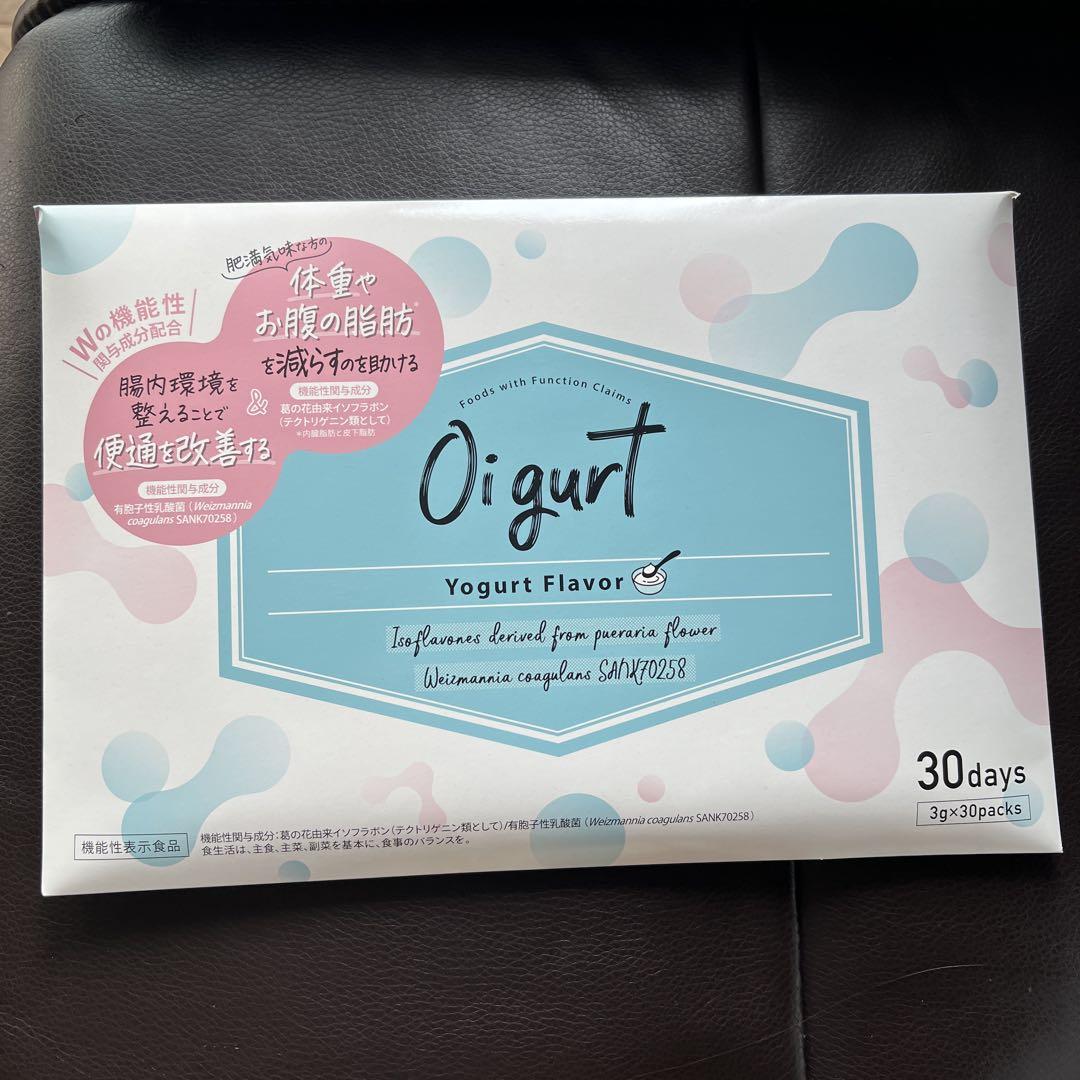 肥満気味な方の
体重や
お腹の脂肪*
を減らすのを助ける
機能性関与成分
葛の花由来イソフラボン
(テクトリゲニン類として)
*内臓脂肪と皮下脂肪
Wの機能性
関与成分配合
&
腸内環境を
整えることで
便通を改善する
機能性関与成分
有胞子性乳酸菌(Weizmannia
coagulans SANK70258)
Foods with Function Claims
Oigurt
Yogurt Flavor
Isoflavones derived from pueraria flower
Weizmannia coagulans SANK70258
30days
3g×30packs
機能性表示食品
機能性関与成分:葛の花由来イソフラボン(テクトリゲニン類として)/有胞子性乳酸菌(Weizmannia coagulans SANK70258)
食生活は、主食、主菜、副菜を基本に、食事のバランスを。